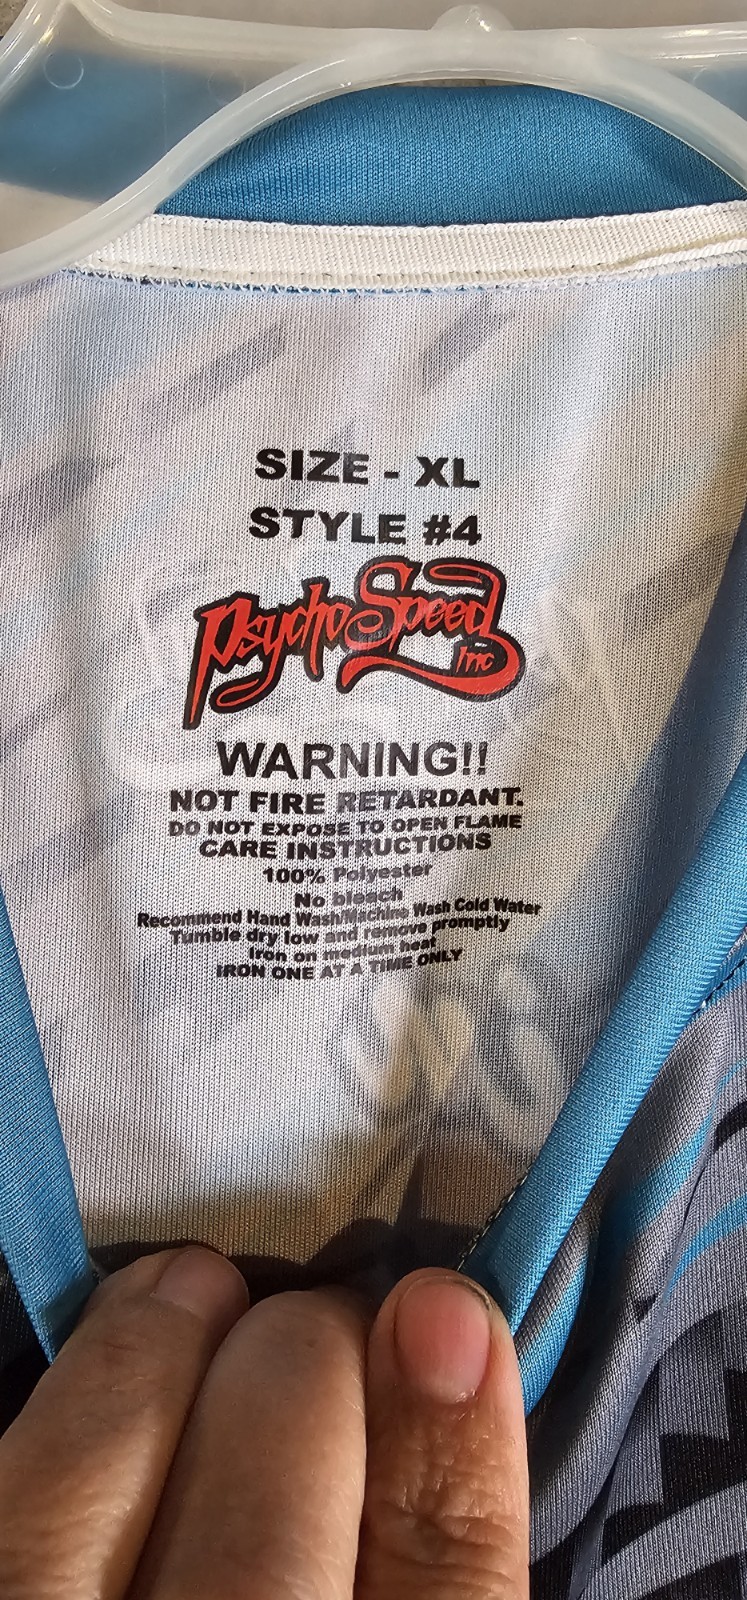 SIZE - XL
STYLE #4
Psycho Speed
Inc
WARNING!!
NOT FIRE RETARDANT.
DO NOT EXPOSE TO OPEN FLAME
CARE INSTRUCTIONS
100% Polyester
No bleach
Recommend Hand Wash/Machine Wash Cold Water
Tumble dry low and remove promptly
Iron on medium heat
IRON ONE AT A TIME ONLY